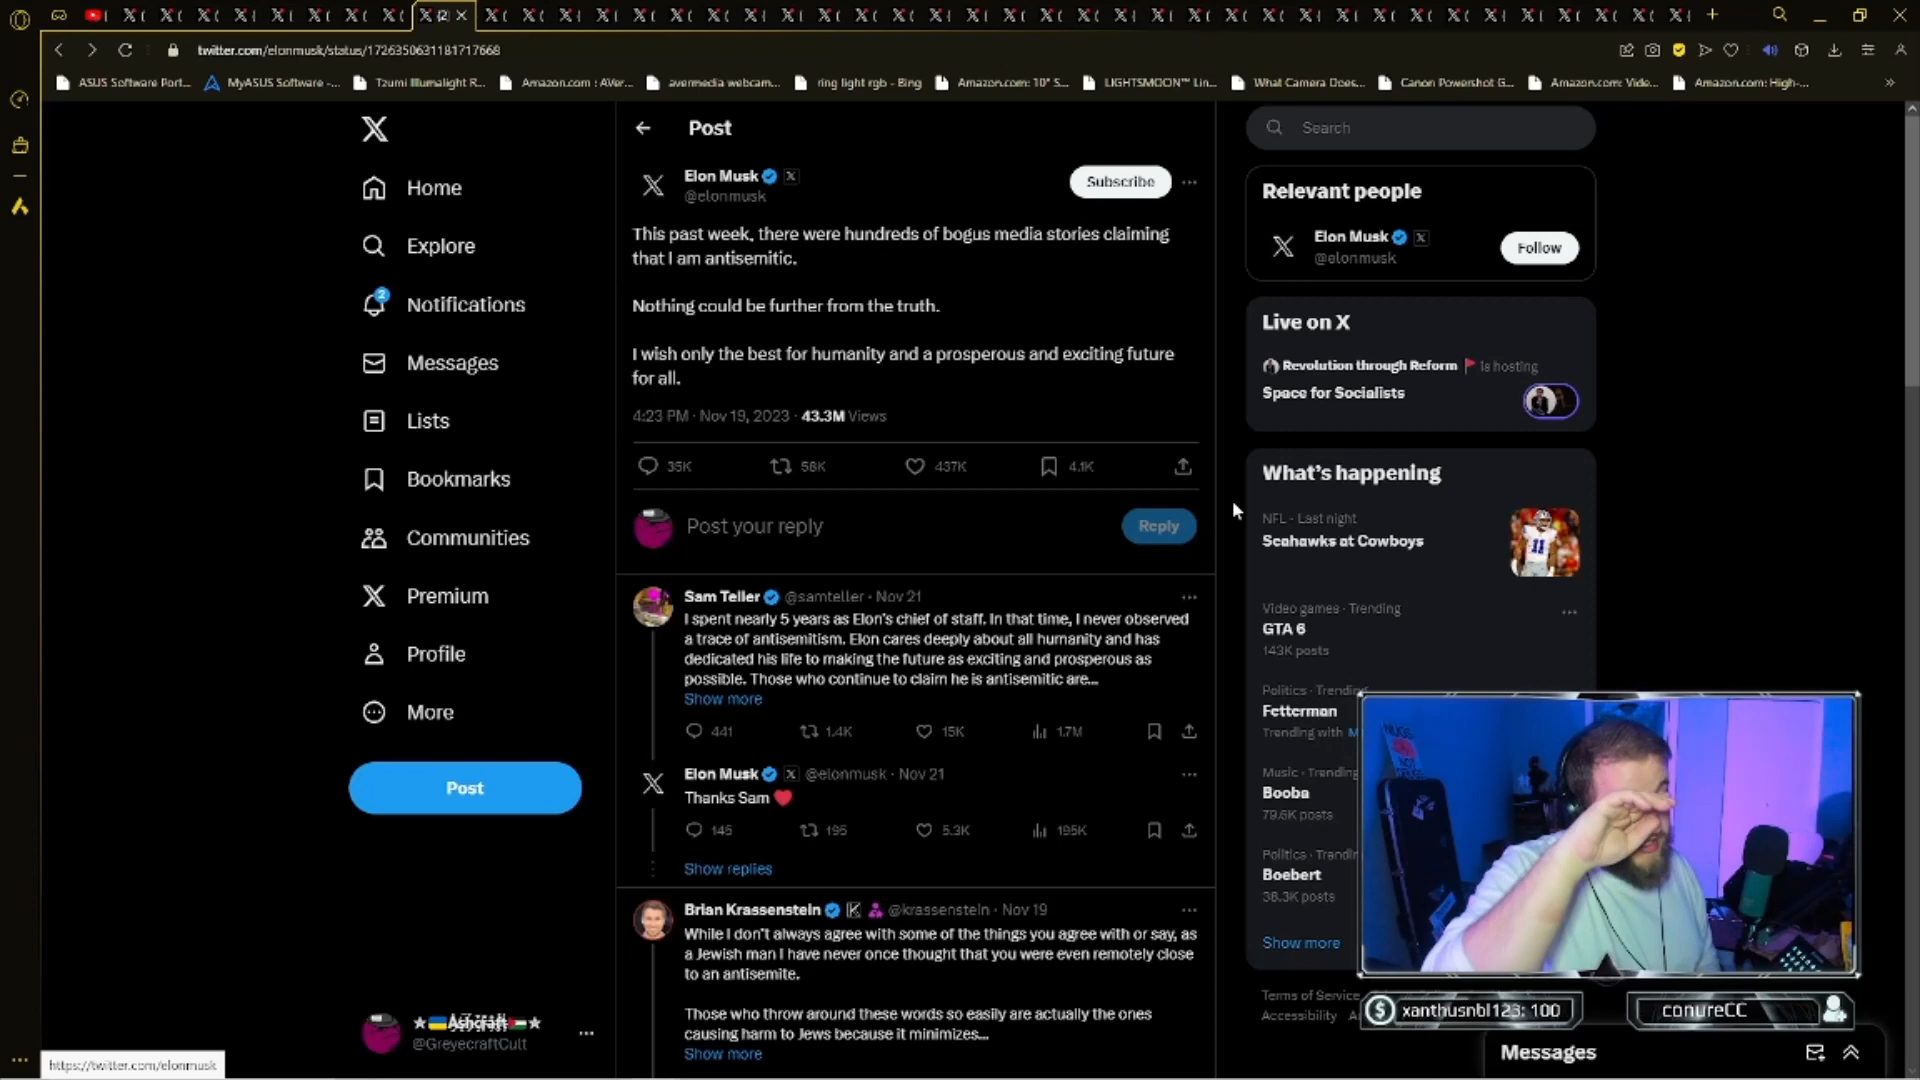 (2)
twitter.com/elonmusk/status/1726350631181717668
ASUS Software Port...
MyASUS Software -...
Tzumi Illumalight R...
Amazon.com : AVer...
avermedia webcam...
ring light rgb - Bing
Amazon.com: 10" S...
LIGHTSMOON™ Lin...
What Camera Does...
Canon Powershot G...
Amazon.com: Vide...
Amazon.com: High-...
Home
Explore
2
Notifications
Messages
Lists
Bookmarks
Communities
Premium
Profile
More
Post
Ashcraft
@GreyecraftCult
https://twitter.com/elonmusk
Post
Elon Musk
@elonmusk
Subscribe
This past week, there were hundreds of bogus media stories claiming
that I am antisemitic.
Nothing could be further from the truth.
I wish only the best for humanity and a prosperous and exciting future
for all.
4:23 PM · Nov 19, 2023 · 43.3M Views
35K 58K 437K 4.1K
Post your reply
Reply
Sam Teller @samteller · Nov 21
I spent nearly 5 years as Elon's chief of staff. In that time, I never observed
a trace of antisemitism. Elon cares deeply about all humanity and has
dedicated his life to making the future as exciting and prosperous as
possible. Those who continue to claim he is antisemitic are...
Show more
441 1.4K 15K 1.7M
Elon Musk @elonmusk · Nov 21
Thanks Sam
145 195 5.3K 195K
Show replies
Brian Krassenstein @krassenstein · Nov 19
While I don't always agree with some of the things you agree with or say, as
a Jewish man I have never once thought that you were even remotely close
to an antisemite.
Those who throw around these words so easily are actually the ones
causing harm to Jews because it minimizes...
Show more
Search
Relevant people
Elon Musk
@elonmusk
Follow
Live on X
Revolution through Reform is hosting
Space for Socialists
What's happening
NFL · Last night
Seahawks at Cowboys
Video games · Trending
GTA 6
143K posts
Politics · Trending
Fetterman
Trending with
Music · Trending
Booba
79.6K posts
Politics · Trendin
Boebert
38.3K posts
Show more
Terms of Service
Accessibility
xanthusnbl123: 100
conureCC
Messages